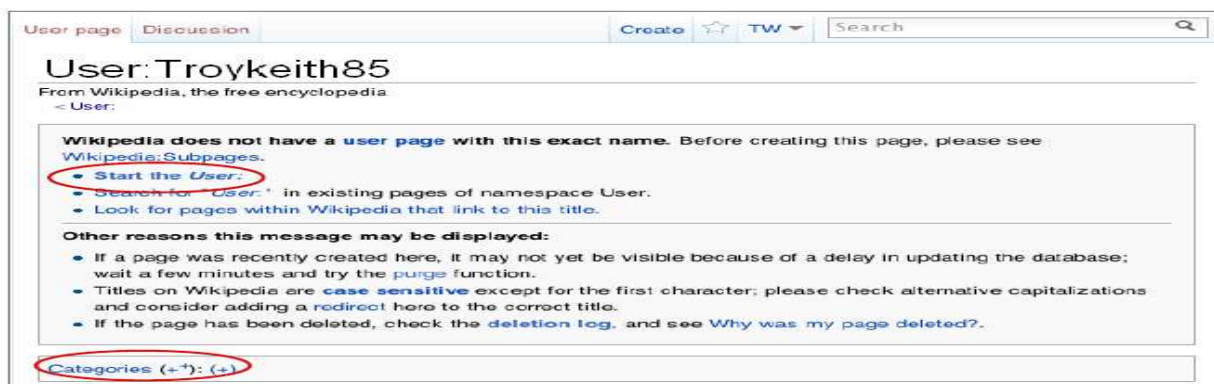 User page Discussion Create TW Search
User:Troykeith85
From Wikipedia, the free encyclopedia
< User:
Wikipedia does not have a user page with this exact name. Before creating this page, please see
Wikipedia:Subpages.
Start the User:
Search for "User:" in existing pages of namespace User.
Look for pages within Wikipedia that link to this title.
Other reasons this message may be displayed:
If a page was recently created here, it may not yet be visible because of a delay in updating the database;
wait a few minutes and try the purge function.
Titles on Wikipedia are case sensitive except for the first character; please check alternative capitalizations
and consider adding a redirect here to the correct title.
If the page has been deleted, check the deletion log, and see Why was my page deleted?.
Categories (++): (+)